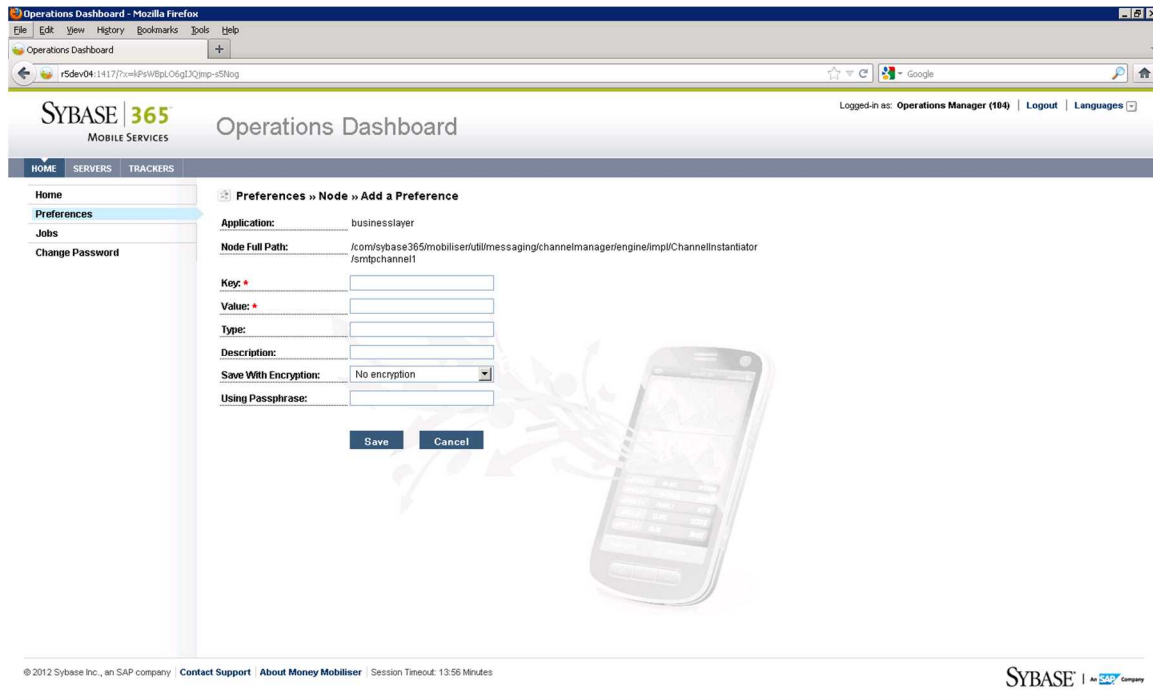 Operations Dashboard - Mozilla Firefox
File Edit View History Bookmarks Tools Help
Operations Dashboard +
r5dev04:1417/?x=kPsWBpLO6gIJQjmp-s5Nog
Google
SYBASE 365
MOBILE SERVICES
Operations Dashboard
Logged-in as: Operations Manager (104) | Logout | Languages
HOME SERVERS TRACKERS
Home
Preferences
Jobs
Change Password
Preferences » Node » Add a Preference
Application: businesslayer
Node Full Path: /com/sybase365/mobiliser/util/messaging/channelmanager/engine/impl/ChannelInstantiator
/smtpchannel1
Key: *
Value: *
Type:
Description:
Save With Encryption: No encryption
Using Passphrase:
Save Cancel
© 2012 Sybase Inc., an SAP company | Contact Support | About Money Mobiliser | Session Timeout: 13:56 Minutes
SYBASE | An SAP Company